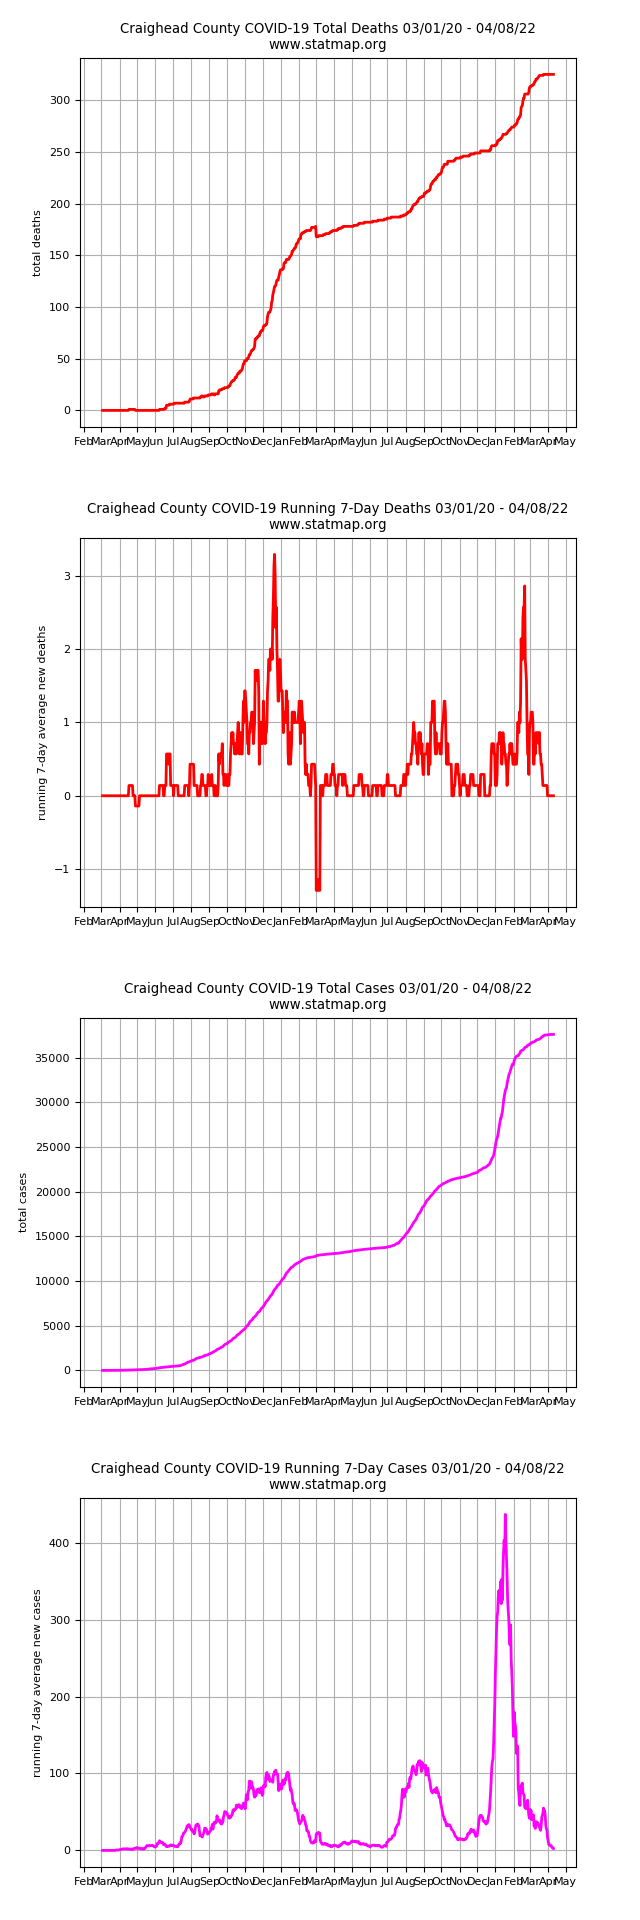 Craighead County COVID-19 Total Deaths 03/01/20 - 04/08/22
www.statmap.org
300
250
200
150
100
50
0
total deaths
Feb Mar Apr May Jun Jul Aug Sep Oct Nov Dec Jan Feb Mar Apr May Jun Jul Aug Sep Oct Nov Dec Jan Feb Mar Apr May
Craighead County COVID-19 Running 7-Day Deaths 03/01/20 - 04/08/22
www.statmap.org
3
2
1
0
−1
running 7-day average new deaths
Feb Mar Apr May Jun Jul Aug Sep Oct Nov Dec Jan Feb Mar Apr May Jun Jul Aug Sep Oct Nov Dec Jan Feb Mar Apr May
Craighead County COVID-19 Total Cases 03/01/20 - 04/08/22
www.statmap.org
35000
30000
25000
20000
15000
10000
5000
0
total cases
Feb Mar Apr May Jun Jul Aug Sep Oct Nov Dec Jan Feb Mar Apr May Jun Jul Aug Sep Oct Nov Dec Jan Feb Mar Apr May
Craighead County COVID-19 Running 7-Day Cases 03/01/20 - 04/08/22
www.statmap.org
400
300
200
100
0
running 7-day average new cases
Feb Mar Apr May Jun Jul Aug Sep Oct Nov Dec Jan Feb Mar Apr May Jun Jul Aug Sep Oct Nov Dec Jan Feb Mar Apr May